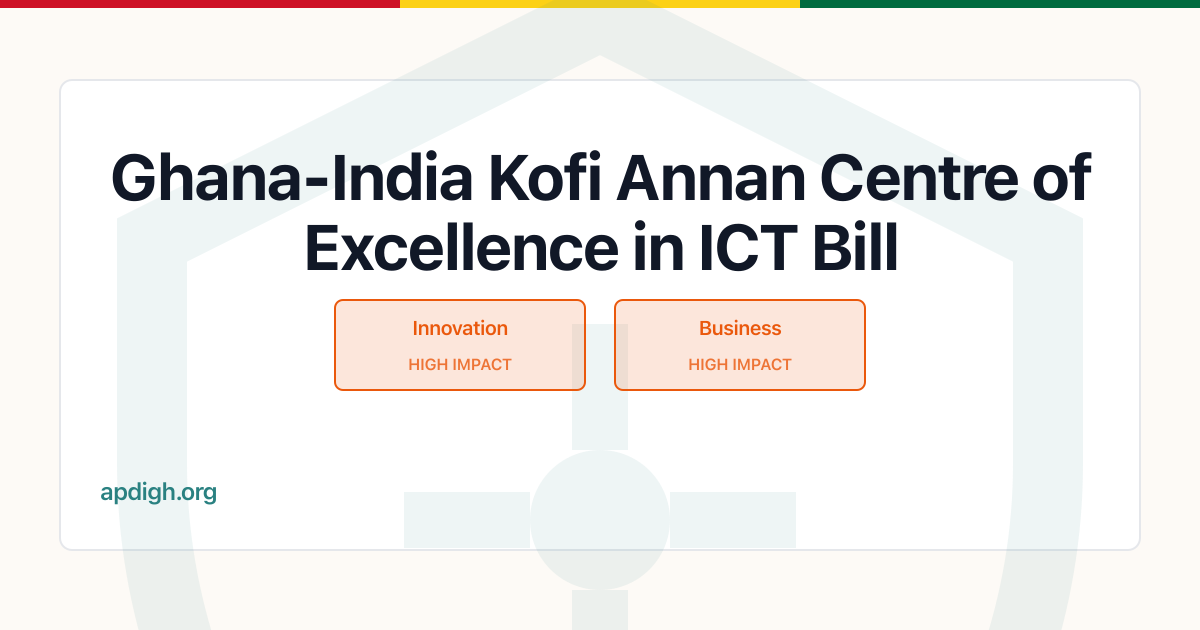 Ghana-India Kofi Annan Centre of
Excellence in ICT Bill
Innovation
HIGH IMPACT
Business
HIGH IMPACT
apdigh.org